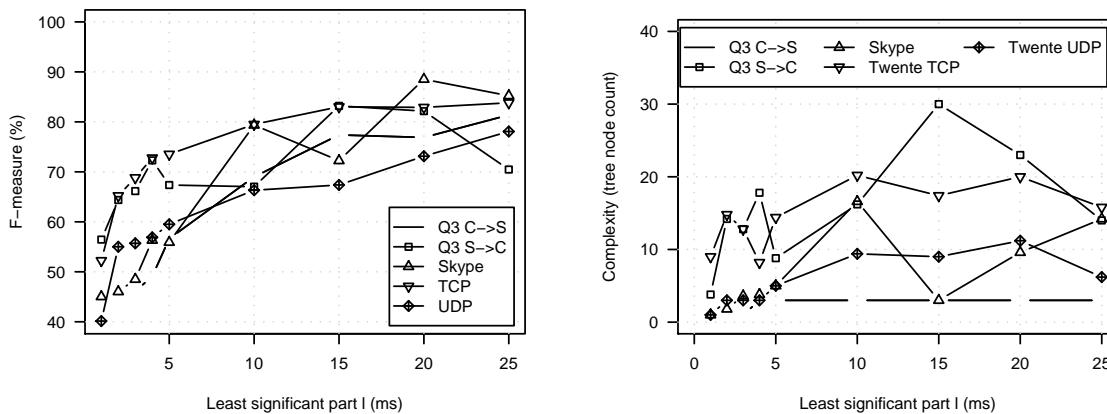 100
90
80
70
60
50
40
F−measure (%)
5 10 15 20 25
Least significant part l (ms)
Q3 C−>S
Q3 S−>C
Skype
TCP
UDP
40
30
20
10
0
Complexity (tree node count)
0 5 10 15 20 25
Least significant part l (ms)
Q3 C−>S
Q3 S−>C
Skype
Twente TCP
Twente UDP